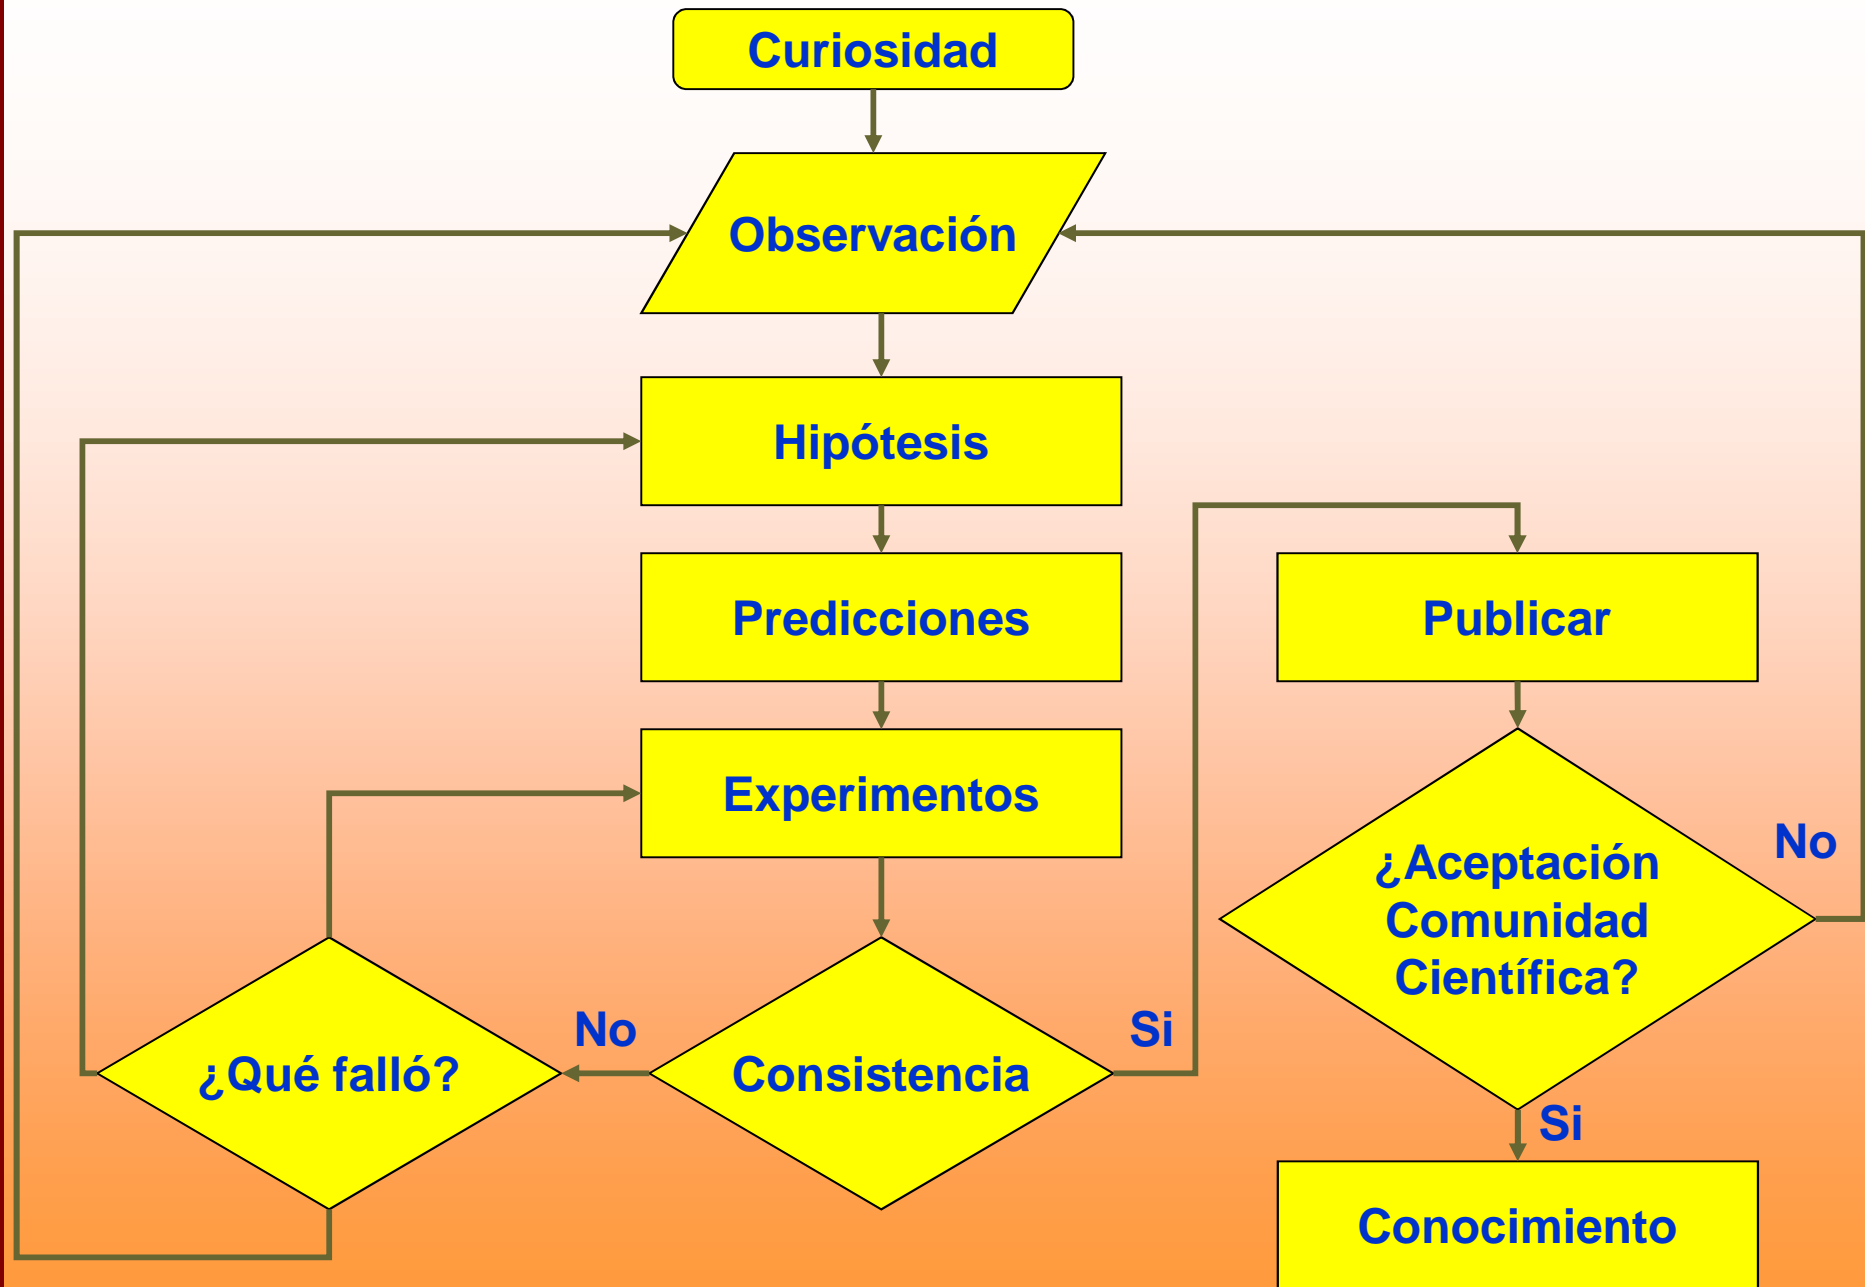 Curiosidad
Observación
Hipótesis
Predicciones
Publicar
Experimentos
No
¿Aceptación
Comunidad
Científica?
No
Si
¿Qué falló?
Consistencia
Si
Conocimiento